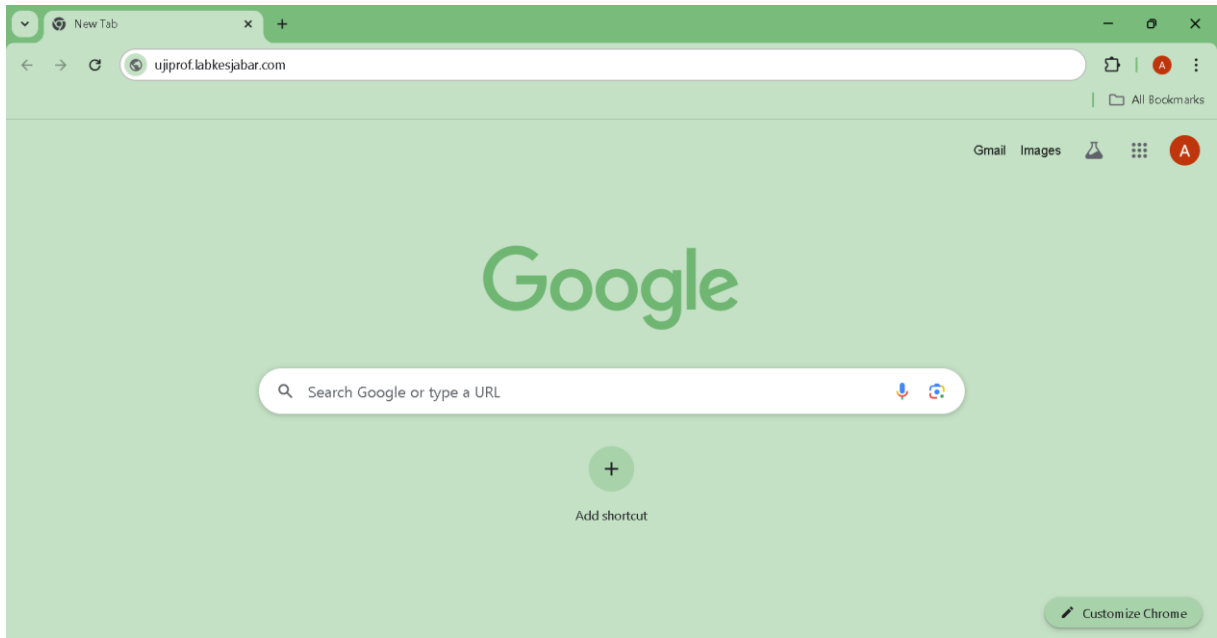 New Tab
ujiprof.labkesjabar.com
A
All Bookmarks
Gmail Images
A
Google
Search Google or type a URL
Add shortcut
Customize Chrome